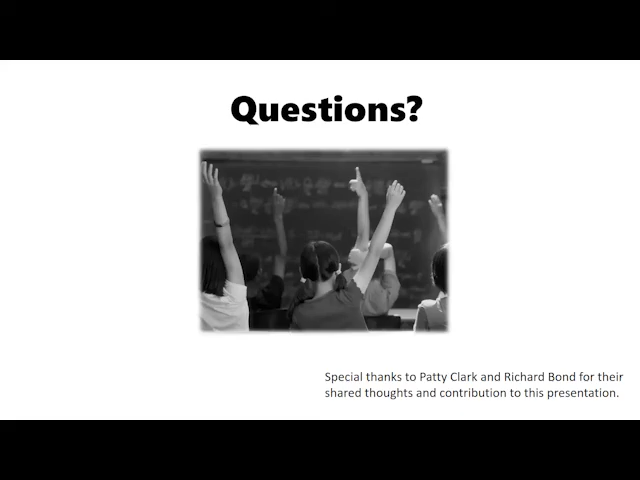 Questions?
Special thanks to Patty Clark and Richard Bond for their
shared thoughts and contribution to this presentation.